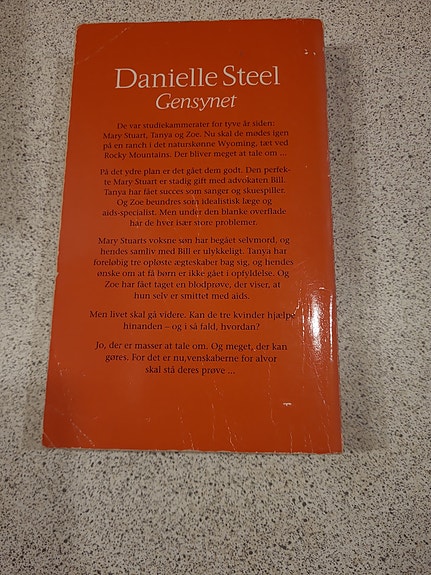 Danielle Steel
Gensynet
De var studiekammerater for tyve år siden:
Mary Stuart, Tanya og Zoe. Nu skal de mødes igen
på en ranch i det naturskønne Wyoming, tæt ved
Rocky Mountains. Der bliver meget at tale om ...
På det ydre plan er det gået dem godt. Den perfek-
te Mary Stuart er stadig gift med advokaten Bill.
Tanya har fået succes som sanger og skuespiller.
Og Zoe beundres som idealistisk læge og
aids-specialist. Men under den blanke overflade
har de hver især store problemer.
Mary Stuarts voksne søn har begået selvmord, og
hendes samliv med Bill er ulykkeligt. Tanya har
foreløbig tre opløste ægteskaber bag sig, og hendes
ønske om at få børn er ikke gået i opfyldelse. Og
Zoe har fået taget en blodprøve, der viser, at
hun selv er smittet med aids.
Men livet skal gå videre. Kan de tre kvinder hjælpe
hinanden – og i så fald, hvordan?
Jo, der er masser at tale om. Og meget, der kan
gøres. For det er nu, venskaberne for alvor
skal stå deres prøve ...